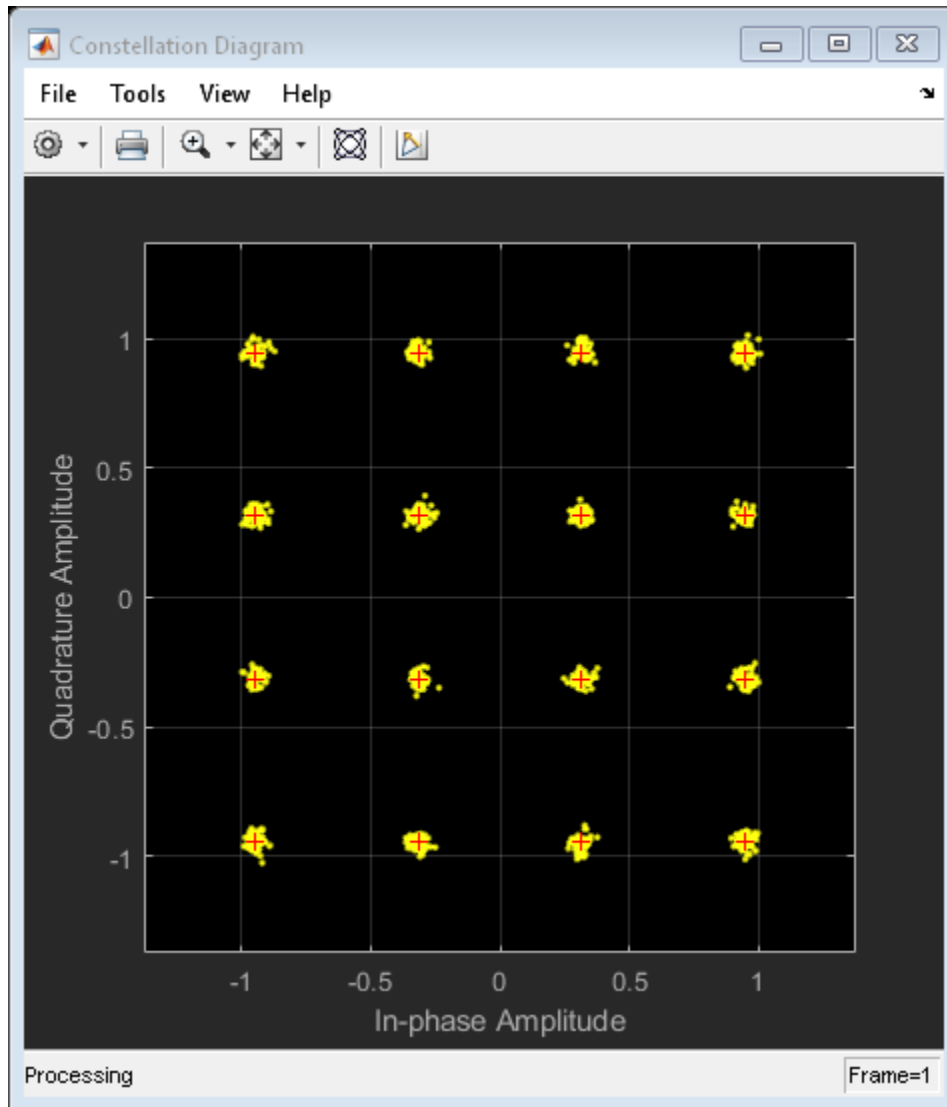 Constellation Diagram
File Tools View Help
1
0.5
0
-0.5
-1
Quadrature Amplitude
-1 -0.5 0 0.5 1
In-phase Amplitude
Processing Frame=1